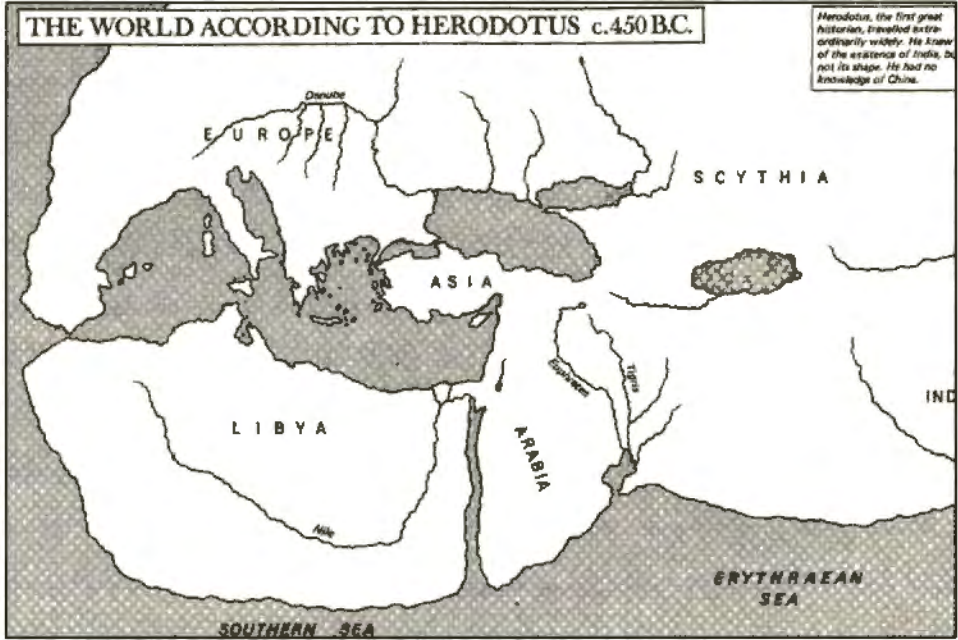 THE WORLD ACCORDING TO HERODOTUS c.450 B.C.
Herodotus, the first great
historian, travelled extra-
ordinarily widely. He knew
of the existence of India, bu
not its shape. He had no
knowledge of China.
Danube
EUROPE
SCYTHIA
ASIA
Euphrates
Tigris
IND
LIBYA
ARABIA
Nile
ERYTHRAEAN
SEA
SOUTHERN SEA